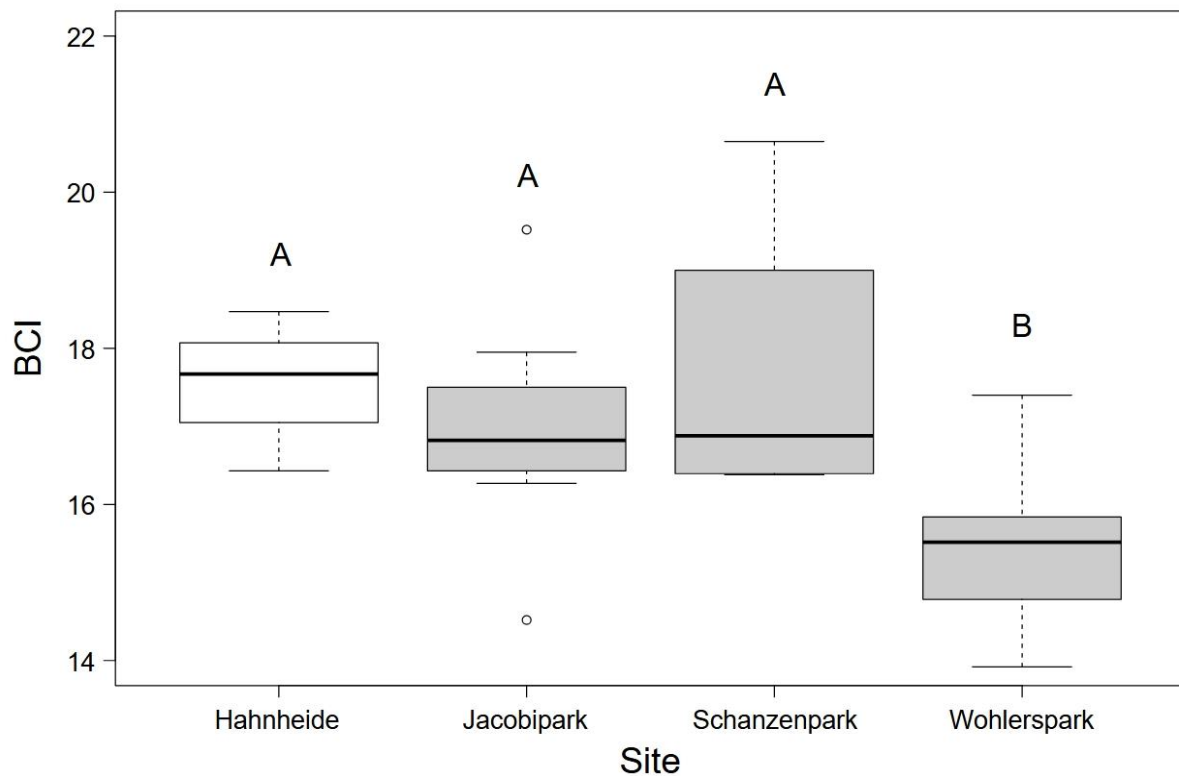 22
20
18
16
14
BCI
A
A
A
B
Hahnheide
Jacobipark
Schanzenpark
Wohlerspark
Site